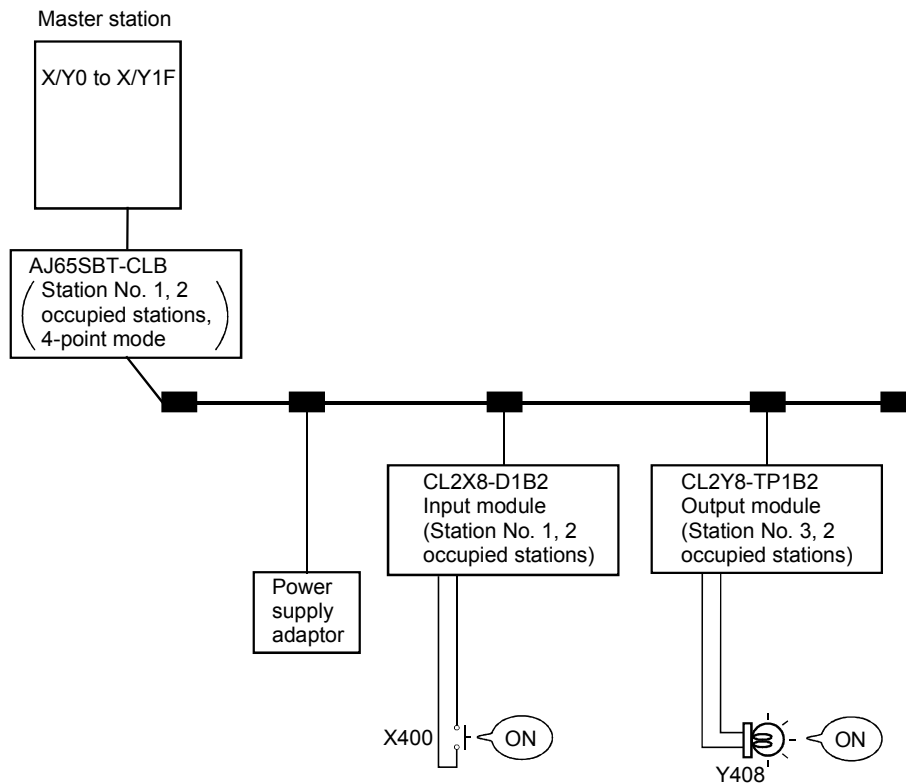 Master station
X/Y0 to X/Y1F
AJ65SBT-CLB
Station No. 1, 2
occupied stations,
4-point mode
CL2X8-D1B2
Input module
(Station No. 1, 2
occupied stations)
CL2Y8-TP1B2
Output module
(Station No. 3, 2
occupied stations)
Power
supply
adaptor
X400
ON
ON
Y408